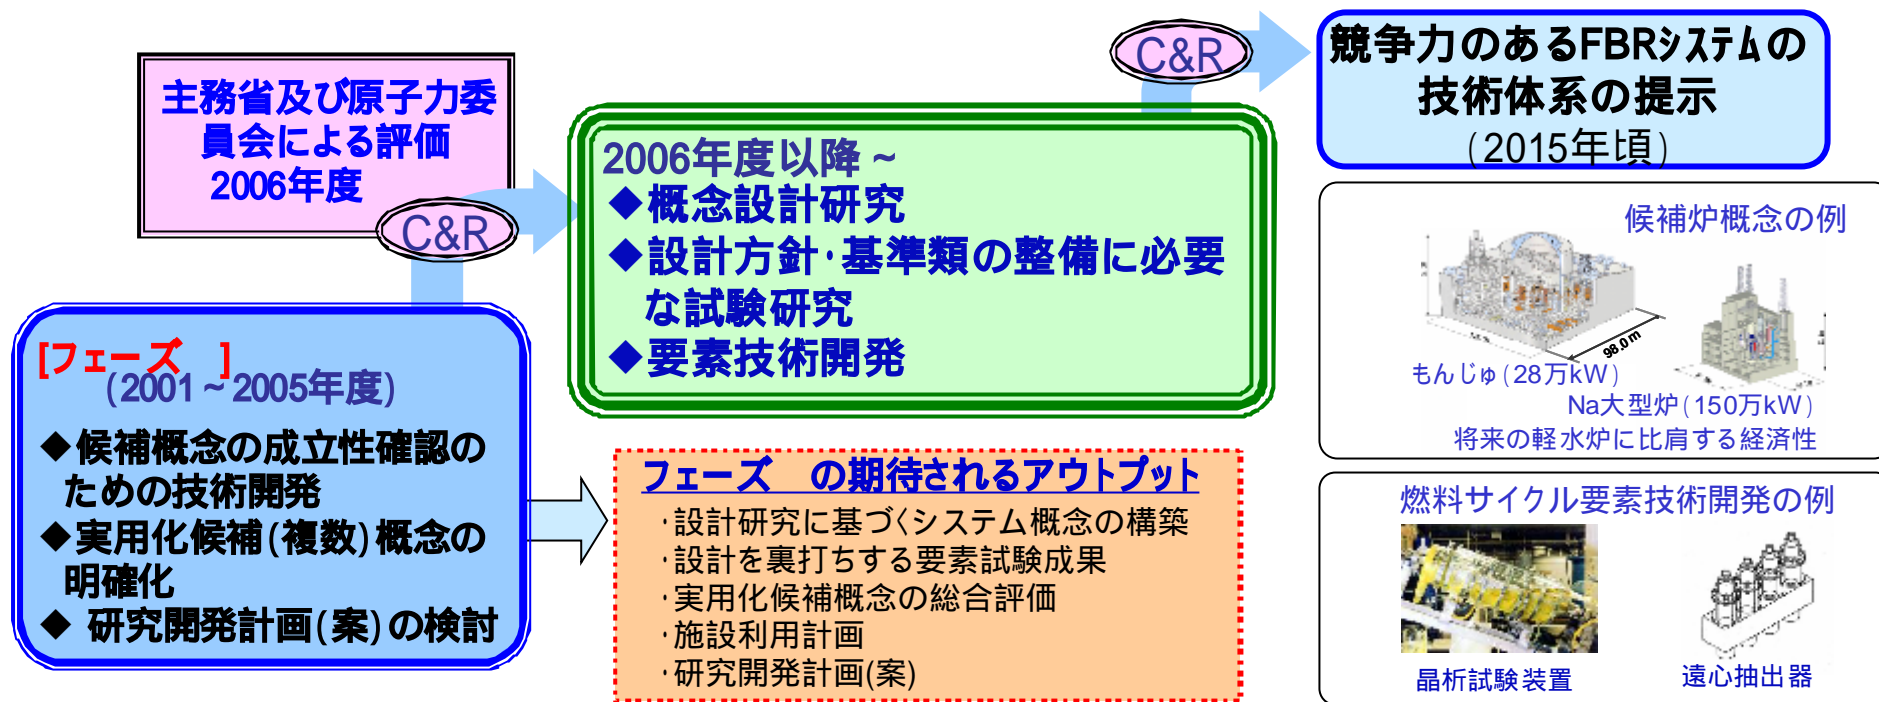 主務省及び原子力委
員会による評価
2006年度
C&R
[フェーズ ]
(2001~2005年度)
◆候補概念の成立性確認の
ための技術開発
◆実用化候補(複数)概念の
明確化
◆ 研究開発計画(案)の検討
2006年度以降~
◆概念設計研究
◆設計方針・基準類の整備に必要
な試験研究
◆要素技術開発
フェーズ の期待されるアウトプット
・設計研究に基づくシステム概念の構築
・設計を裏打ちする要素試験成果
・実用化候補概念の総合評価
・施設利用計画
・研究開発計画(案)
C&R
競争力のあるFBRシステムの
技術体系の提示
(2015年頃)
候補炉概念の例
98.0m
もんじゅ(28万kW)
Na大型炉(150万kW)
将来の軽水炉に比肩する経済性
燃料サイクル要素技術開発の例
晶析試験装置
遠心抽出器